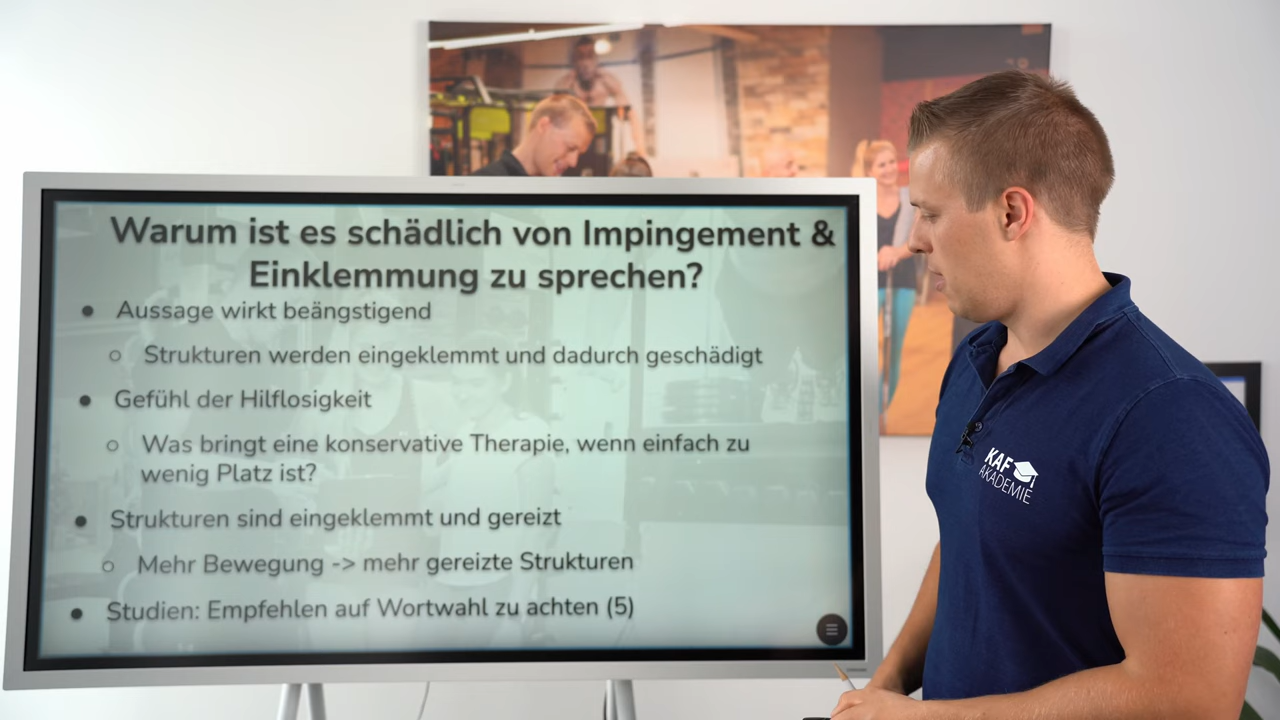 Warum ist es schädlich von Impingement &
Einklemmung zu sprechen?
● Aussage wirkt beängstigend
○ Strukturen werden eingeklemmt und dadurch geschädigt
● Gefühl der Hilflosigkeit
○ Was bringt eine konservative Therapie, wenn einfach zu
wenig Platz ist?
● Strukturen sind eingeklemmt und gereizt
○ Mehr Bewegung -> mehr gereizte Strukturen
● Studien: Empfehlen auf Wortwahl zu achten (5)
KAF
AKADEMIE